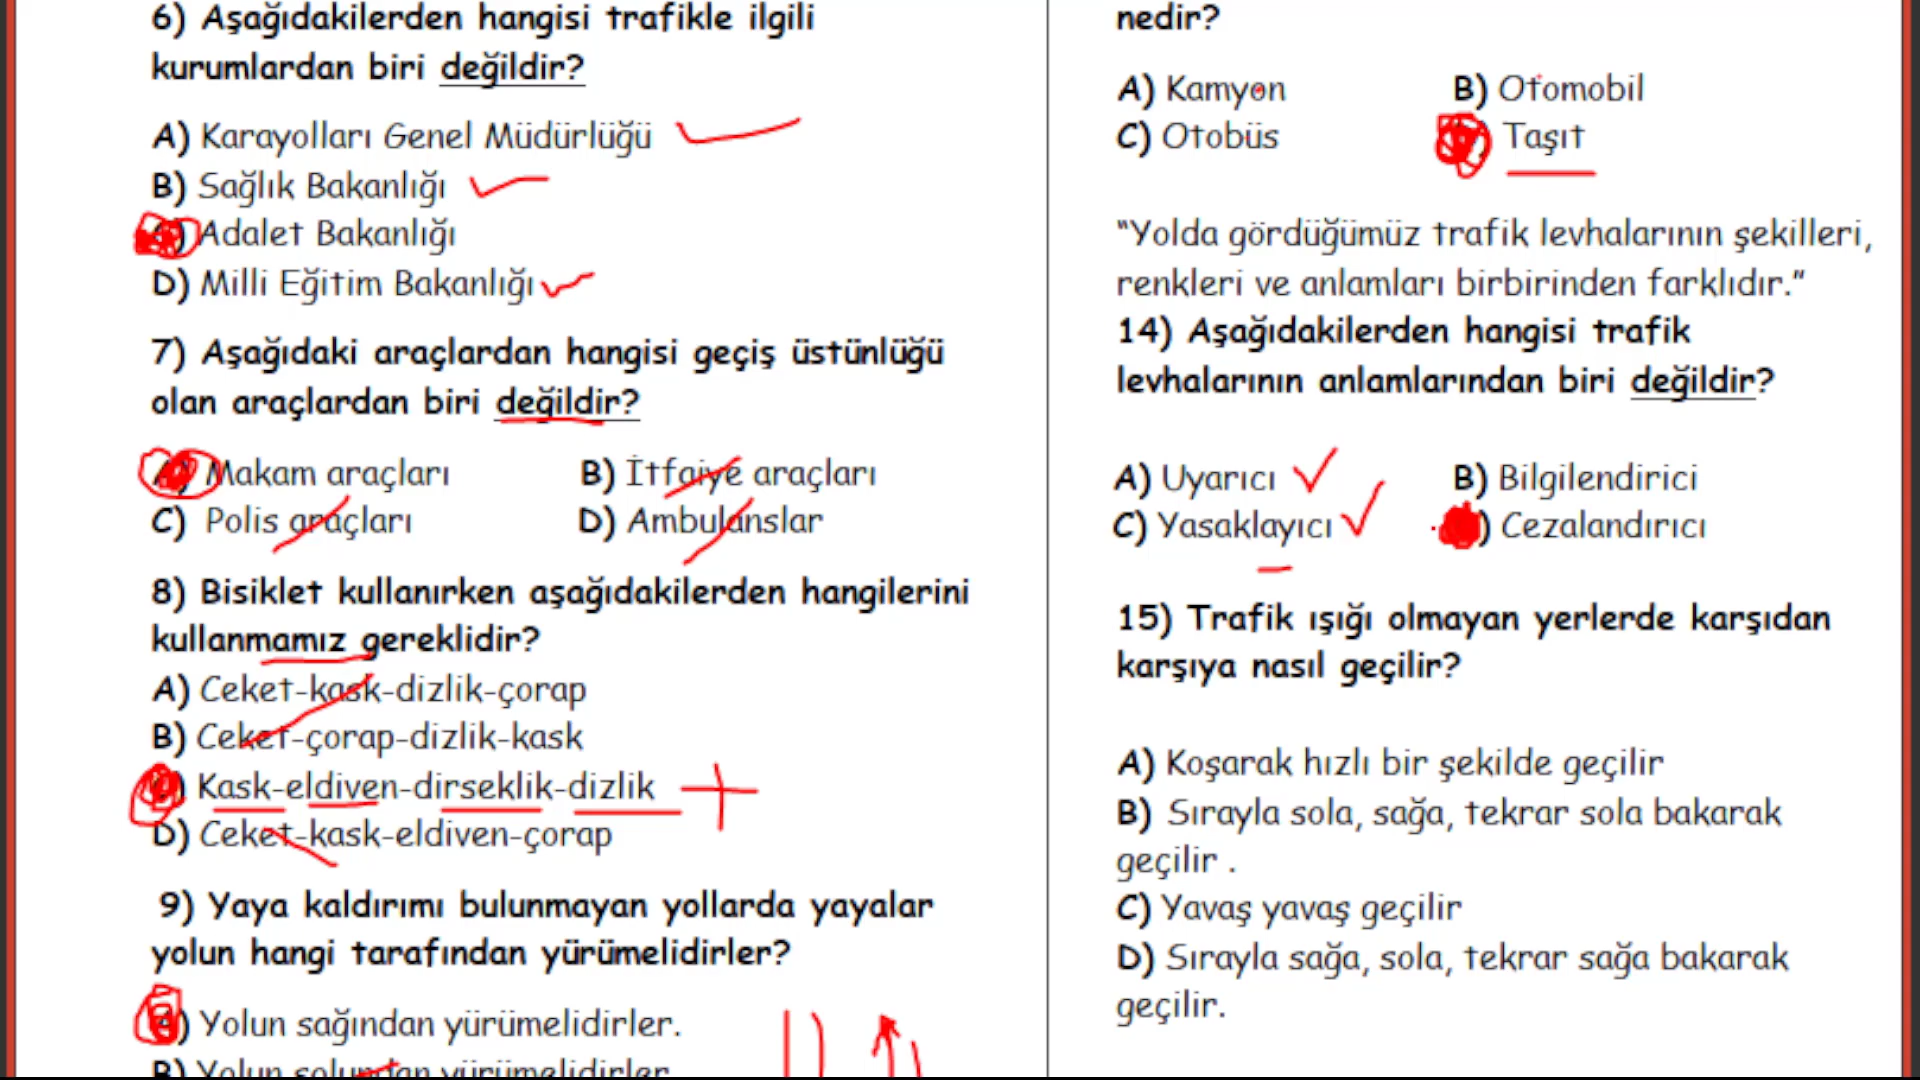 6) Aşağıdakilerden hangisi trafikle ilgili
kurumlardan biri değildir?
A) Karayolları Genel Müdürlüğü
B) Sağlık Bakanlığı
) Adalet Bakanlığı
D) Milli Eğitim Bakanlığı
7) Aşağıdaki araçlardan hangisi geçiş üstünlüğü
olan araçlardan biri değildir?
A) Makam araçları B) İtfaiye araçları
C) Polis araçları D) Ambulanslar
8) Bisiklet kullanırken aşağıdakilerden hangilerini
kullanmamız gereklidir?
A) Ceket-kask-dizlik-çorap
B) Ceket-çorap-dizlik-kask
) Kask-eldiven-dirseklik-dizlik
D) Ceket-kask-eldiven-çorap
9) Yaya kaldırımı bulunmayan yollarda yayalar
yolun hangi tarafından yürümelidirler?
A) Yolun sağından yürümelidirler.
B) Yolun solundan yürümelidirler
nedir?
A) Kamyon B) Otomobil
C) Otobüs Taşıt
“Yolda gördüğümüz trafik levhalarının şekilleri,
renkleri ve anlamları birbirinden farklıdır.”
14) Aşağıdakilerden hangisi trafik
levhalarının anlamlarından biri değildir?
A) Uyarıcı B) Bilgilendirici
C) Yasaklayıcı ) Cezalandırıcı
15) Trafik ışığı olmayan yerlerde karşıdan
karşıya nasıl geçilir?
A) Koşarak hızlı bir şekilde geçilir
B) Sırayla sola, sağa, tekrar sola bakarak
geçilir .
C) Yavaş yavaş geçilir
D) Sırayla sağa, sola, tekrar sağa bakarak
geçilir.